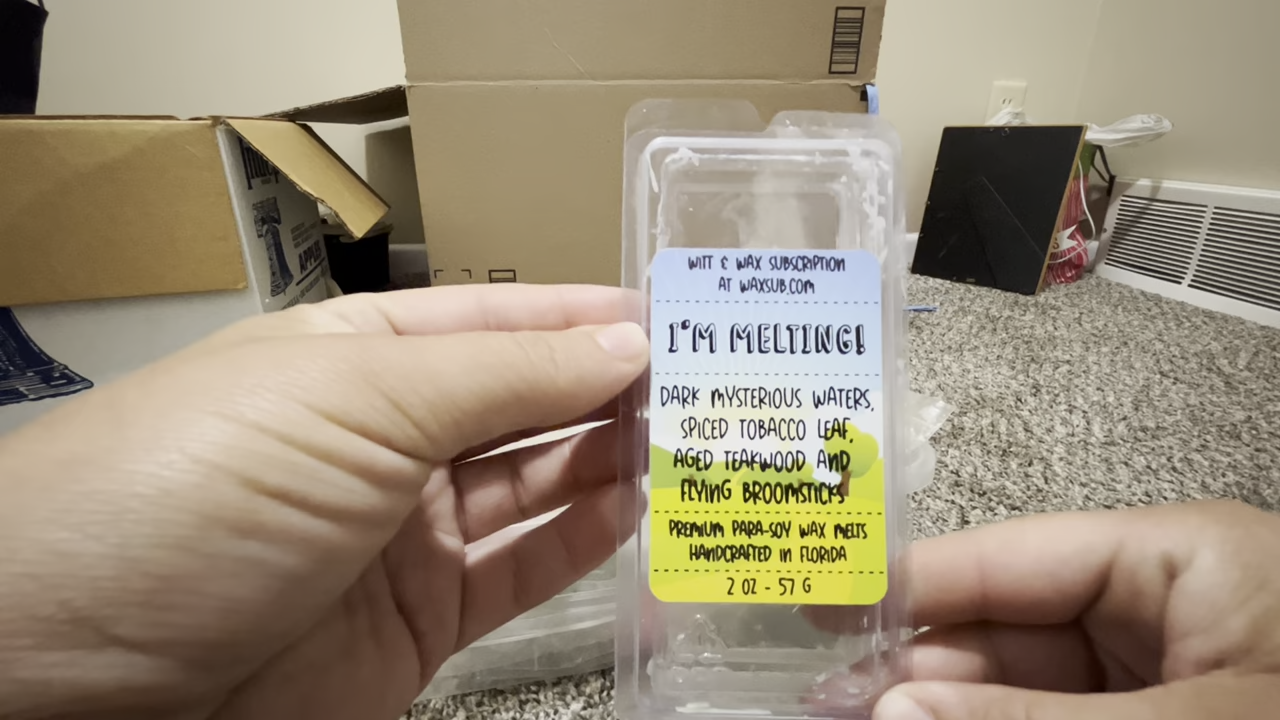 WITT & WAX SUBSCRIPTION
AT WAXSUB.COM
I'M MELTING!
DARK MYSTERIOUS WATERS,
SPICED TOBACCO LEAF,
AGED TEAKWOOD AND
FLYING BROOMSTICKS
PREMIUM PARA-SOY WAX MELTS
HANDCRAFTED IN FLORIDA
2 OZ - 57 G
APPLES